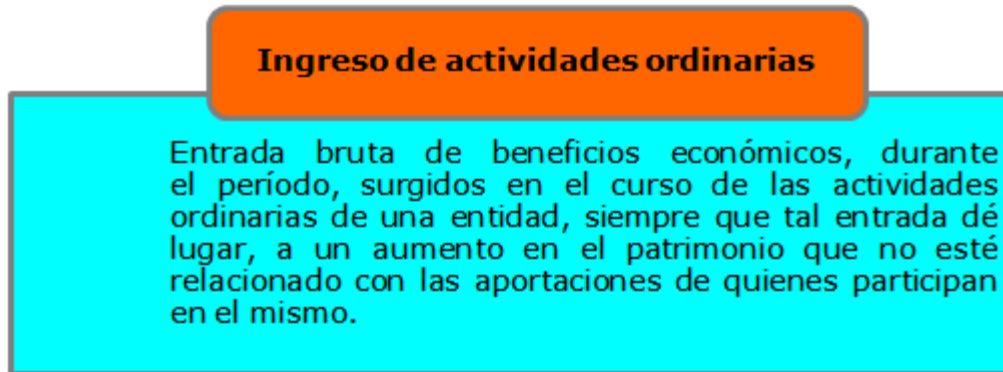 Ingreso de actividades ordinarias
Entrada bruta de beneficios económicos, durante
el período, surgidos en el curso de las actividades
ordinarias de una entidad, siempre que tal entrada dé
lugar, a un aumento en el patrimonio que no esté
relacionado con las aportaciones de quienes participan
en el mismo.